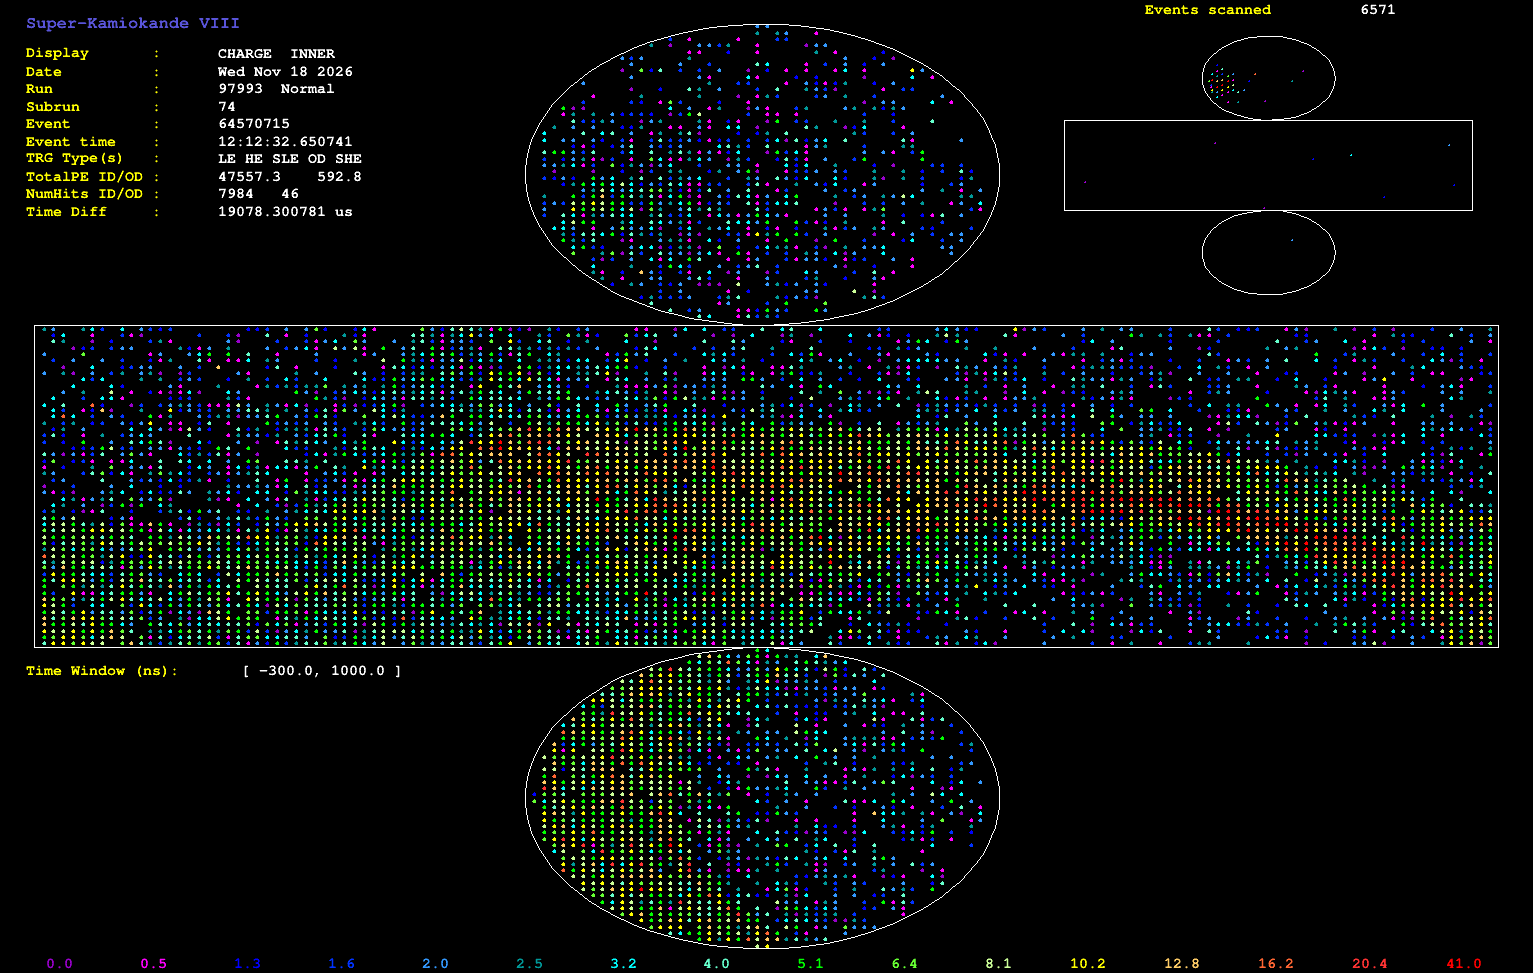 Super-Kamiokande VIII
Display : CHARGE INNER
Date : Wed Nov 18 2026
Run : 97993 Normal
Subrun : 74
Event : 64570715
Event time : 12:12:32.650741
TRG Type(s) : LE HE SLE OD SHE
TotalPE ID/OD : 47557.3 592.8
NumHits ID/OD : 7984 46
Time Diff : 19078.300781 us
Events scanned 6571
Time Window (ns): [ −300.0, 1000.0 ]
0.0 0.5 1.3 1.6 2.0 2.5 3.2 4.0 5.1 6.4 8.1 10.2 12.8 16.2 20.4 41.0